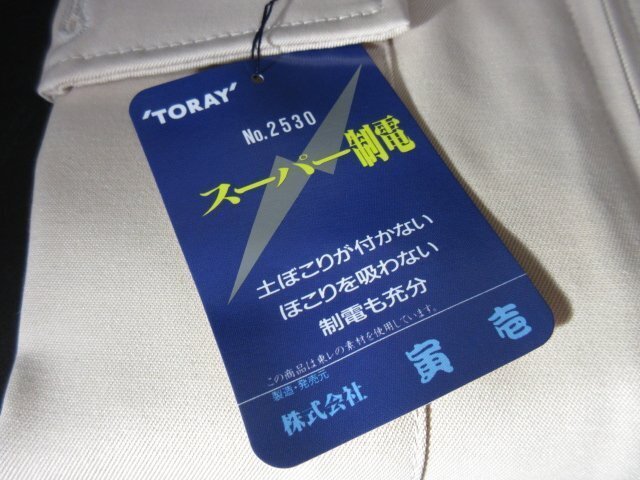 'TORAY'
No.2530
スーパー制電
土ぼこりが付かない
ほこりを吸わない
制電も充分
この商品は東レの素材を使用しています。
製造・発売元
株式会社 寅壱